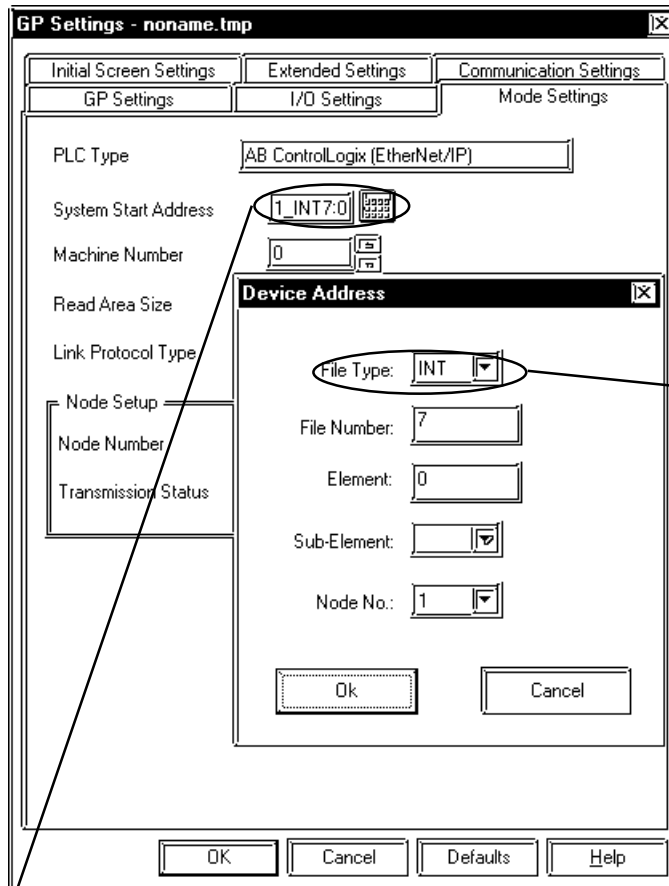 GP Settings - noname.tmp
Initial Screen Settings
Extended Settings
Communication Settings
GP Settings
I/O Settings
Mode Settings
PLC Type
AB ControlLogix (EtherNet/IP)
System Start Address
1_INT7:0
Machine Number
0
Read Area Size
Link Protocol Type
Node Setup
Node Number
Transmission Status
Device Address
File Type:
INT
File Number:
7
Element:
0
Sub-Element:
Node No.:
1
Ok
Cancel
OK
Cancel
Defaults
Help